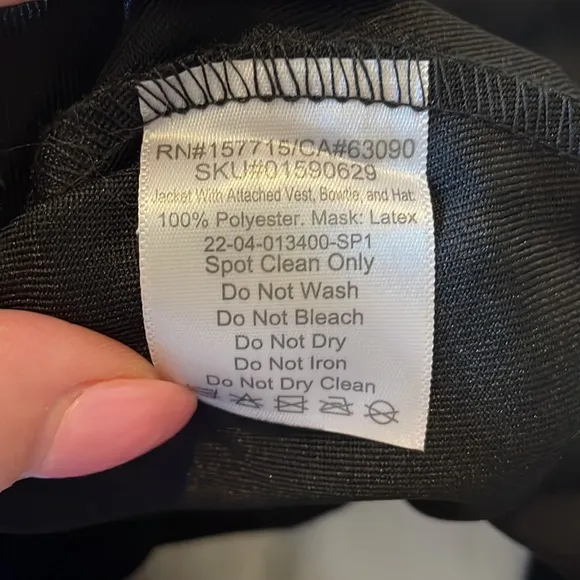 RN#157715/CA#63090
SKU#01590629
Jacket With Attached Vest, Bowtie, and Hat.
100% Polyester. Mask: Latex
22-04-013400-SP1
Spot Clean Only
Do Not Wash
Do Not Bleach
Do Not Dry
Do Not Iron
Do Not Dry Clean